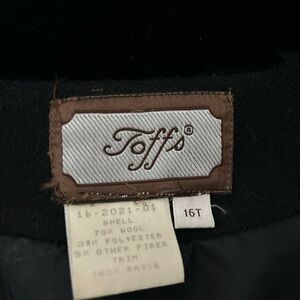 Toffs®
16-2021-01
16T
SHELL
70% WOOL
25% POLYESTER
5% OTHER FIBER
TRIM
100% RAYON